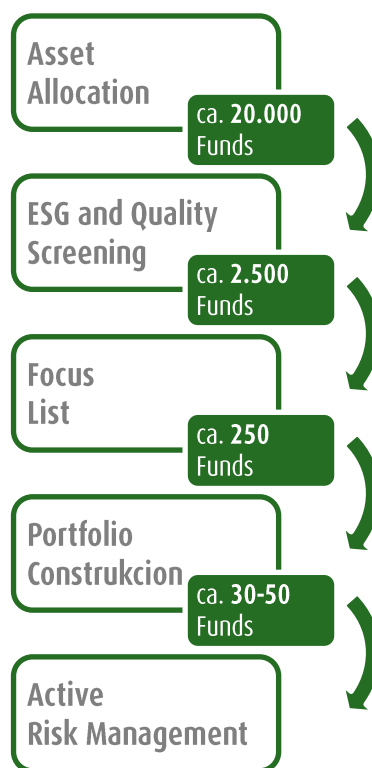 Asset
Allocation
ca. 20.000
Funds
ESG and Quality
Screening
ca. 2.500
Funds
Focus
List
ca. 250
Funds
Portfolio
Construkcion
ca. 30-50
Funds
Active
Risk Management